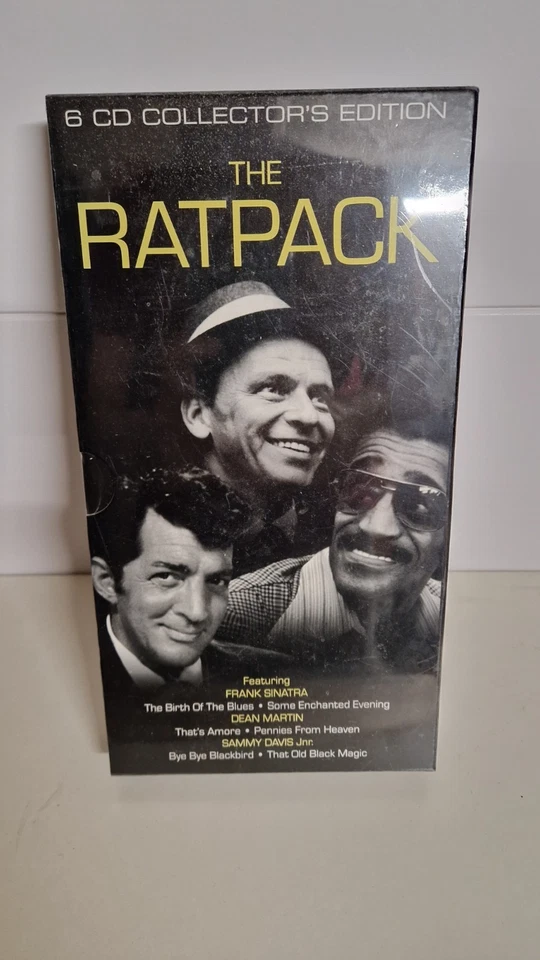 6 CD COLLECTOR'S EDITION
THE
RATPACK
Featuring
FRANK SINATRA
The Birth Of The Blues • Some Enchanted Evening
DEAN MARTIN
That's Amore • Pennies From Heaven
SAMMY DAVIS Jnr.
Bye Bye Blackbird • That Old Black Magic